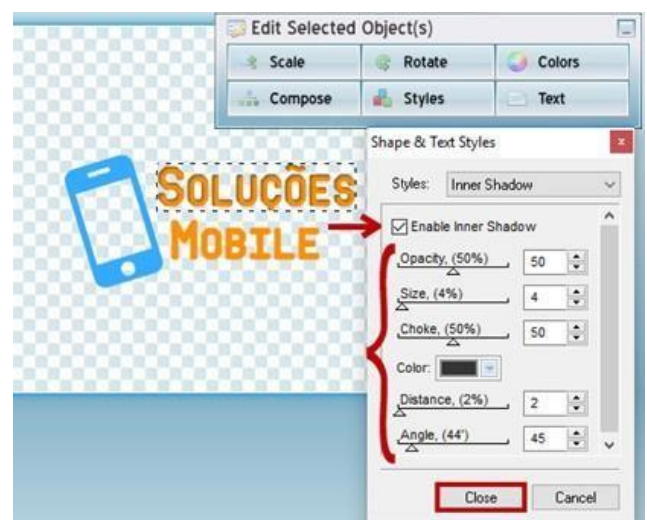 Edit Selected Object(s)
Scale Rotate Colors
Compose Styles Text
Shape & Text Styles x
Styles: Inner Shadow
SOLUÇÕES
MOBILE
Enable Inner Shadow
Opacity, (50%) 50
Size, (4%) 4
Choke, (50%) 50
Color:
Distance, (2%) 2
Angle, (44') 45
Close Cancel